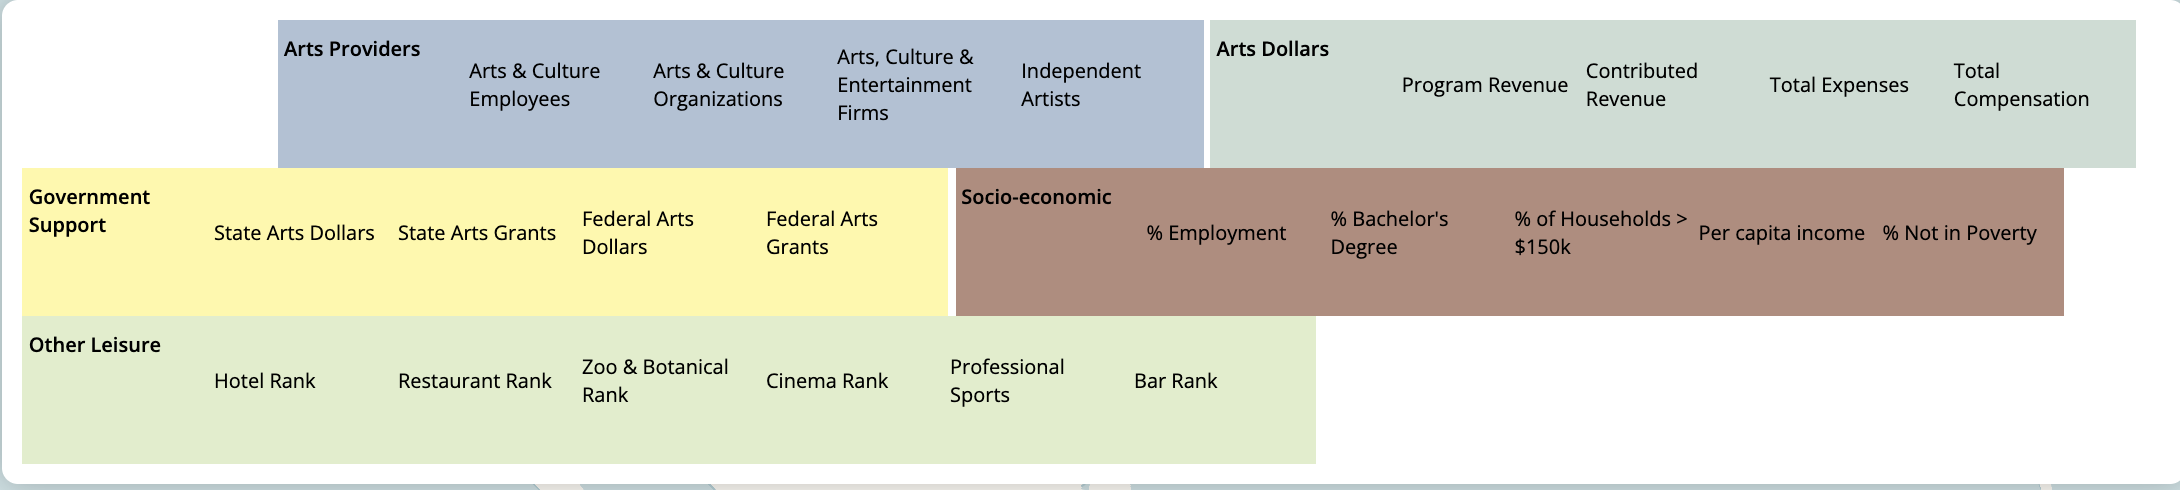 Arts Providers
Arts & Culture
Employees
Arts & Culture
Organizations
Arts, Culture &
Entertainment
Firms
Independent
Artists
Arts Dollars
Program Revenue
Contributed
Revenue
Total Expenses
Total
Compensation
Government
Support
State Arts Dollars
State Arts Grants
Federal Arts
Dollars
Federal Arts
Grants
Socio-economic
% Employment
% Bachelor's
Degree
% of Households >
$150k
Per capita income
% Not in Poverty
Other Leisure
Hotel Rank
Restaurant Rank
Zoo & Botanical
Rank
Cinema Rank
Professional
Sports
Bar Rank